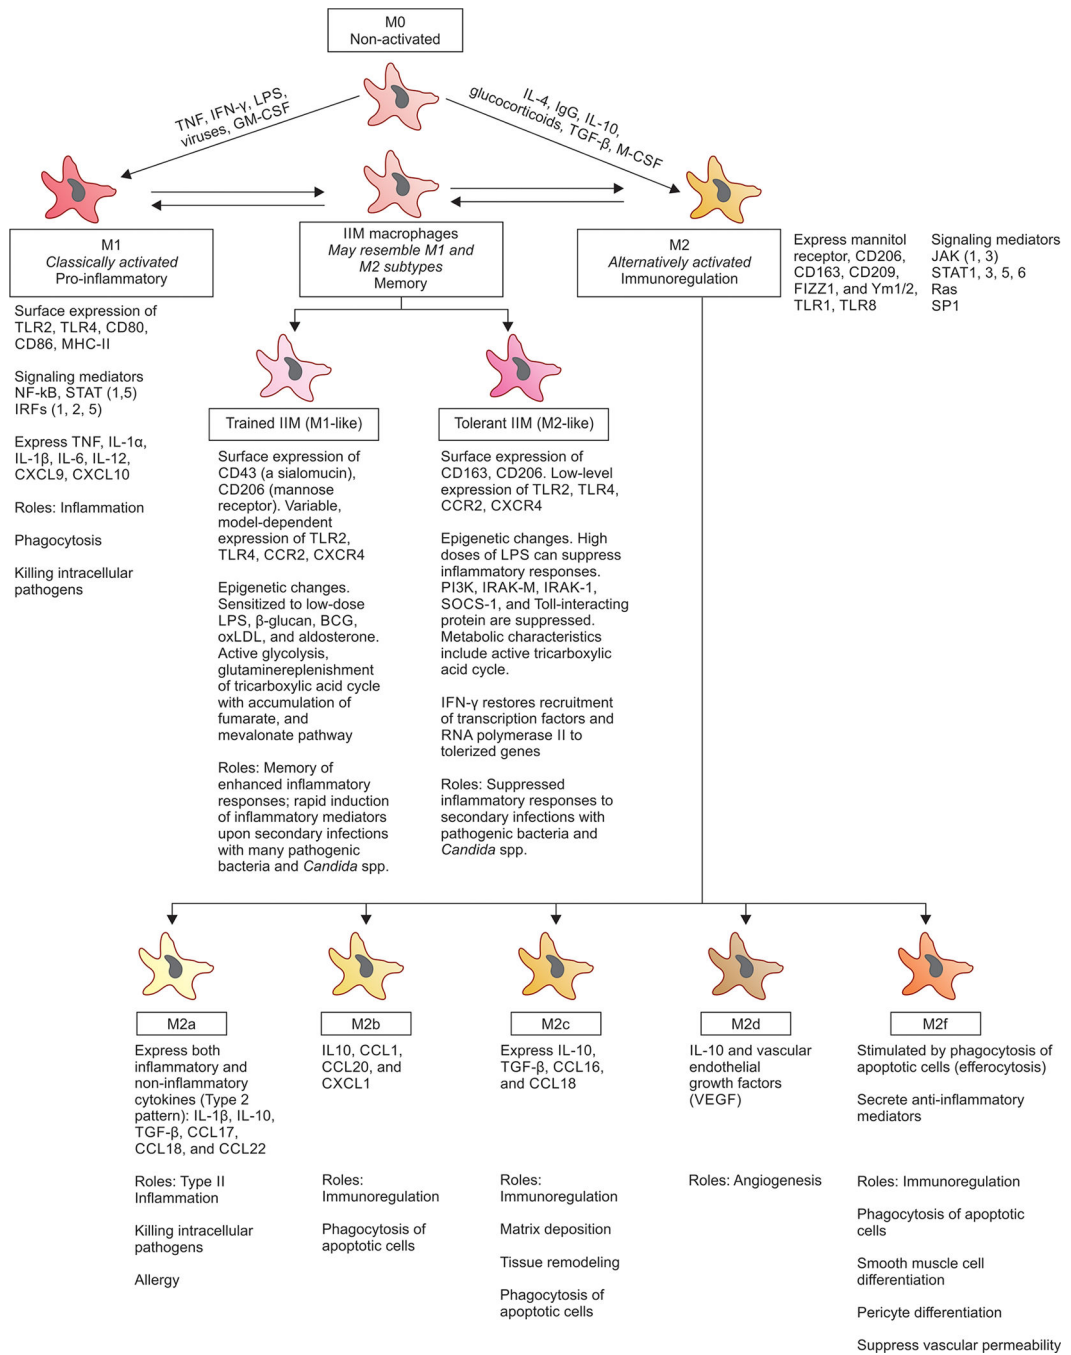 M0
Non-activated
TNF, IFN-γ, LPS,
viruses, GM-CSF
IL-4, IgG, IL-10,
glucocorticoids, TGF-β, M-CSF
M1
Classically activated
Pro-inflammatory
IIM macrophages
May resemble M1 and
M2 subtypes
Memory
M2
Alternatively activated
Immunoregulation
Express mannitol
receptor, CD206,
CD163, CD209,
FIZZ1, and Ym1/2,
TLR1, TLR8
Signaling mediators
JAK (1, 3)
STAT1, 3, 5, 6
Ras
SP1
Surface expression of
TLR2, TLR4, CD80,
CD86, MHC-II
Signaling mediators
NF-kB, STAT (1,5)
IRFs (1, 2, 5)
Express TNF, IL-1α,
IL-1β, IL-6, IL-12,
CXCL9, CXCL10
Roles: Inflammation
Phagocytosis
Killing intracellular
pathogens
Trained IIM (M1-like)
Surface expression of
CD43 (a sialomucin),
CD206 (mannose
receptor). Variable,
model-dependent
expression of TLR2,
TLR4, CCR2, CXCR4
Epigenetic changes.
Sensitized to low-dose
LPS, β-glucan, BCG,
oxLDL, and aldosterone.
Active glycolysis,
glutaminereplenishment
of tricarboxylic acid cycle
with accumulation of
fumarate, and
mevalonate pathway
Roles: Memory of
enhanced inflammatory
responses; rapid induction
of inflammatory mediators
upon secondary infections
with many pathogenic
bacteria and Candida spp.
Tolerant IIM (M2-like)
Surface expression of
CD163, CD206. Low-level
expression of TLR2, TLR4,
CCR2, CXCR4
Epigenetic changes. High
doses of LPS can suppress
inflammatory responses.
PI3K, IRAK-M, IRAK-1,
SOCS-1, and Toll-interacting
protein are suppressed.
Metabolic characteristics
include active tricarboxylic
acid cycle.
IFN-γ restores recruitment
of transcription factors and
RNA polymerase II to
tolerized genes
Roles: Suppressed
inflammatory responses to
secondary infections with
pathogenic bacteria and
Candida spp.
M2a
Express both
inflammatory and
non-inflammatory
cytokines (Type 2
pattern): IL-1β, IL-10,
TGF-β, CCL17,
CCL18, and CCL22
Roles: Type II
Inflammation
Killing intracellular
pathogens
Allergy
M2b
IL10, CCL1,
CCL20, and
CXCL1
Roles:
Immunoregulation
Phagocytosis of
apoptotic cells
M2c
Express IL-10,
TGF-β, CCL16,
and CCL18
Roles:
Immunoregulation
Matrix deposition
Tissue remodeling
Phagocytosis of
apoptotic cells
M2d
IL-10 and vascular
endothelial
growth factors
(VEGF)
Roles: Angiogenesis
M2f
Stimulated by phagocytosis of
apoptotic cells (efferocytosis)
Secrete anti-inflammatory
mediators
Roles: Immunoregulation
Phagocytosis of apoptotic
cells
Smooth muscle cell
differentiation
Pericyte differentiation
Suppress vascular permeability